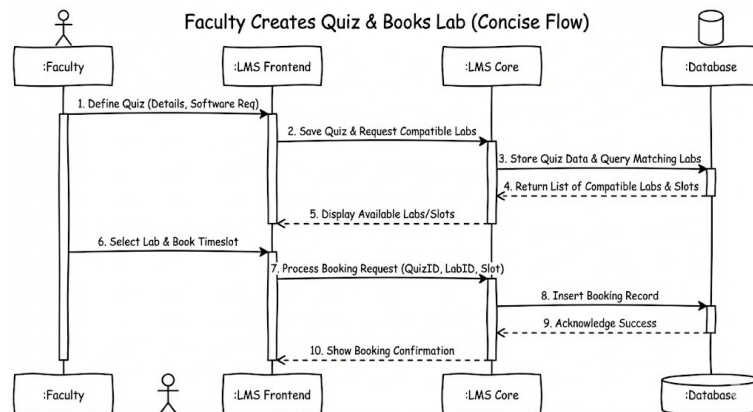 Faculty Creates Quiz & Books Lab (Concise Flow)
:Faculty
:LMS Frontend
:LMS Core
:Database
1. Define Quiz (Details, Software Req)
2. Save Quiz & Request Compatible Labs
3. Store Quiz Data & Query Matching Labs
4. Return List of Compatible Labs & Slots
5. Display Available Labs/Slots
6. Select Lab & Book Timeslot
7. Process Booking Request (QuizID, LabID, Slot)
8. Insert Booking Record
9. Acknowledge Success
10. Show Booking Confirmation
:Faculty
:LMS Frontend
:LMS Core
:Database